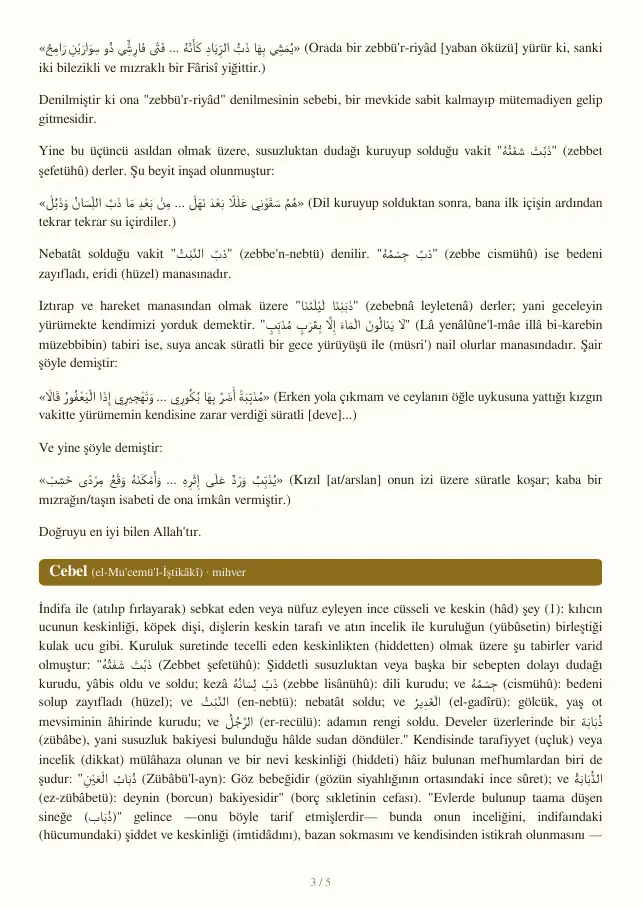 «يُمَشِّي بِهَا ذَبُّ الرِّيَادِ كَأَنَّهُ ... فَتًى فَارِسِيٌّ ذُو سِوَارَيْنِ رَامِحُ» (Orada bir zebbü'r-riyâd [yaban öküzü] yürür ki, sanki
iki bilezikli ve mızraklı bir Fârisî yiğittir.)
Denilmiştir ki ona "zebbü'r-riyâd" denilmesinin sebebi, bir mevkide sabit kalmayıp mütemadiyen gelip
gitmesidir.
Yine bu üçüncü asıldan olmak üzere, susuzluktan dudağı kuruyup solduğu vakit "ذَبَّتْ شَفَتُهُ" (zebbet
şefetühû) derler. Şu beyit inşad olunmuştur:
«هُمُ سَقَوْنِي عَلَلًا بَعْدَ نَهَلْ ... مِنْ بَعْدِ مَا ذَبَّ اللِّسَانُ وَذَبُلْ» (Dil kuruyup solduktan sonra, bana ilk içişin ardından
tekrar tekrar su içirdiler.)
Nebatât solduğu vakit "ذَبَّ النَّبْتُ" (zebbe'n-nebtü) denilir. "ذَبَّ جِسْمُهُ" (zebbe cismühû) ise bedeni
zayıfladı, eridi (hüzel) manasınadır.
Iztırap ve hareket manasından olmak üzere "ذَبَّبْنَا لَيْلَتَنَا" (zebebnâ leyletenâ) derler; yani geceleyin
yürümekte kendimizi yorduk demektir. "لَا يَنَالُونَ الْمَاءَ إِلَّا بِقَرَبٍ مُذَبِّبٍ" (Lâ yenâlûne'l-mâe illâ bi-karebin
müzebbibin) tabiri ise, suya ancak süratli bir gece yürüyüşü ile (müsri') nail olurlar manasındadır. Şair
şöyle demiştir:
«مُذَبِّبَةً أَضَرَّ بِهَا بُكُورِي ... وَتَهْجِيرِي إِذَا الْيَعْفُورُ قَالَا» (Erken yola çıkmam ve ceylanın öğle uykusuna yattığı kızgın
vakitte yürümemin kendisine zarar verdiği süratli [deve]...)
Ve yine şöyle demiştir:
«يُذَبِّبُ وَرْدٌ عَلَى إِثْرِهِ ... وَأَمْكَنَهُ وَقْعُ مِرْدًى خَشِبْ» (Kızıl [at/arslan] onun izi üzere süratle koşar; kaba bir
mızrağın/taşın isabeti de ona imkân vermiştir.)
Doğruyu en iyi bilen Allah'tır.
Cebel (el-Mu'cemü'l-İştikâkî) · mihver
İndifa ile (atılıp fırlayarak) sebkat eden veya nüfuz eyleyen ince cüsseli ve keskin (hâd) şey (1): kılıcın
ucunun keskinliği, köpek dişi, dişlerin keskin tarafı ve atın incelik ile kuruluğun (yübûsetin) birleştiği
kulak ucu gibi. Kuruluk suretinde tecelli eden keskinlikten (hiddetten) olmak üzere şu tabirler varid
olmuştur: "ذَبَّتْ شَفَتُهُ (Zebbet şefetühû): Şiddetli susuzluktan veya başka bir sebepten dolayı dudağı
kurudu, yâbis oldu ve soldu; kezâ ذَبَّ لِسَانُهُ (zebbe lisânühû): dili kurudu; ve جِسْمُهُ (cismühû): bedeni
solup zayıfladı (hüzel); ve النَّبْتُ (en-nebtü): nebatât soldu; ve الْغَدِيرُ (el-gadîrü): gölcük, yaş ot
mevsiminin âhirinde kurudu; ve الرَّجُلُ (er-recülü): adamın rengi soldu. Develer üzerlerinde bir ذُبَابَة
(zübâbe), yani susuzluk bakiyesi bulunduğu hâlde sudan döndüler." Kendisinde tarafiyyet (uçluk) veya
incelik (dikkat) mülâhaza olunan ve bir nevi keskinliği (hiddeti) hâiz bulunan mefhumlardan biri de
şudur: "ذُبَابُ الْعَيْنِ (Zübâbü'l-ayn): Göz bebeğidir (gözün siyahlığının ortasındaki ince sûret); ve الذُّبَابَةُ
(ez-zübâbetü): deynin (borcun) bakiyesidir" (borç sıkletinin cefası). "Evlerde bulunup taama düşen
sineğe (ذُبَاب)" gelince —onu böyle tarif etmişlerdir— bunda onun inceliğini, indifaındaki
(hücumundaki) şiddet ve keskinliği (imtidâdını), bazan sokmasını ve kendisinden istikrah olunmasını —
3 / 5